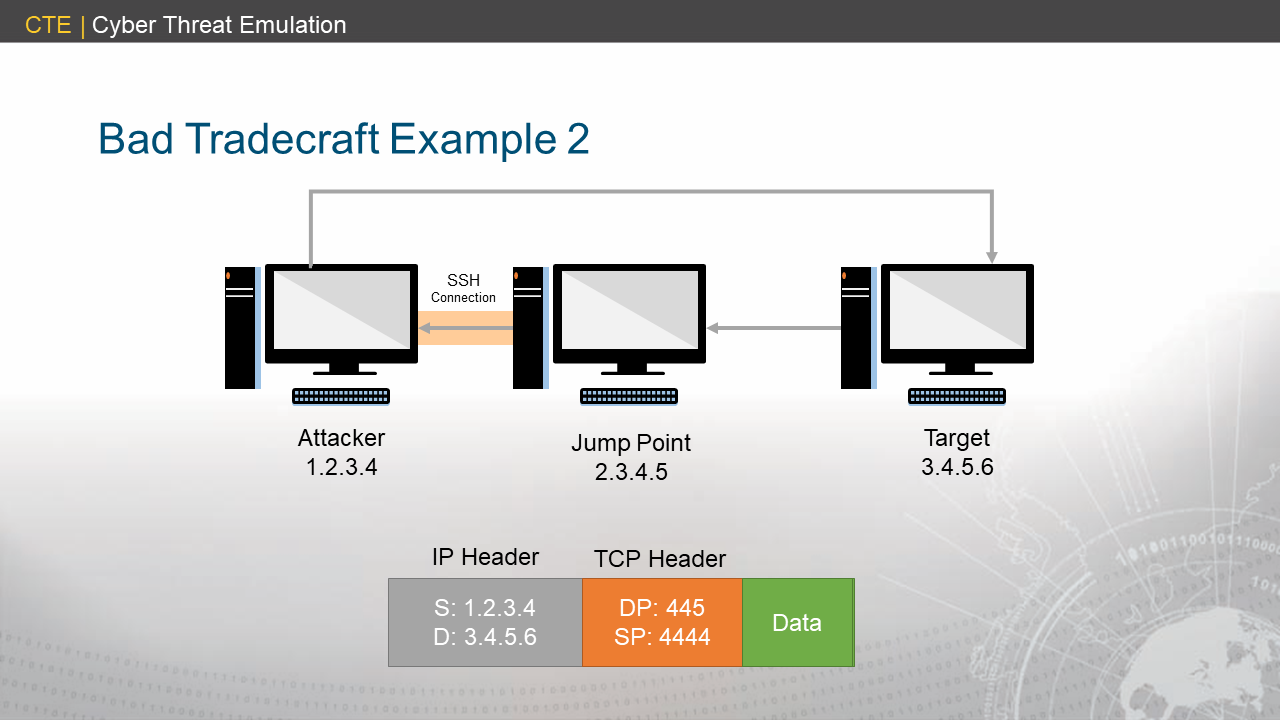 CTE | Cyber Threat Emulation
Bad Tradecraft Example 2
SSH
Connection
Attacker
1.2.3.4
Jump Point
2.3.4.5
Target
3.4.5.6
IP Header
TCP Header
S: 1.2.3.4
D: 3.4.5.6
DP: 445
SP: 4444
Data